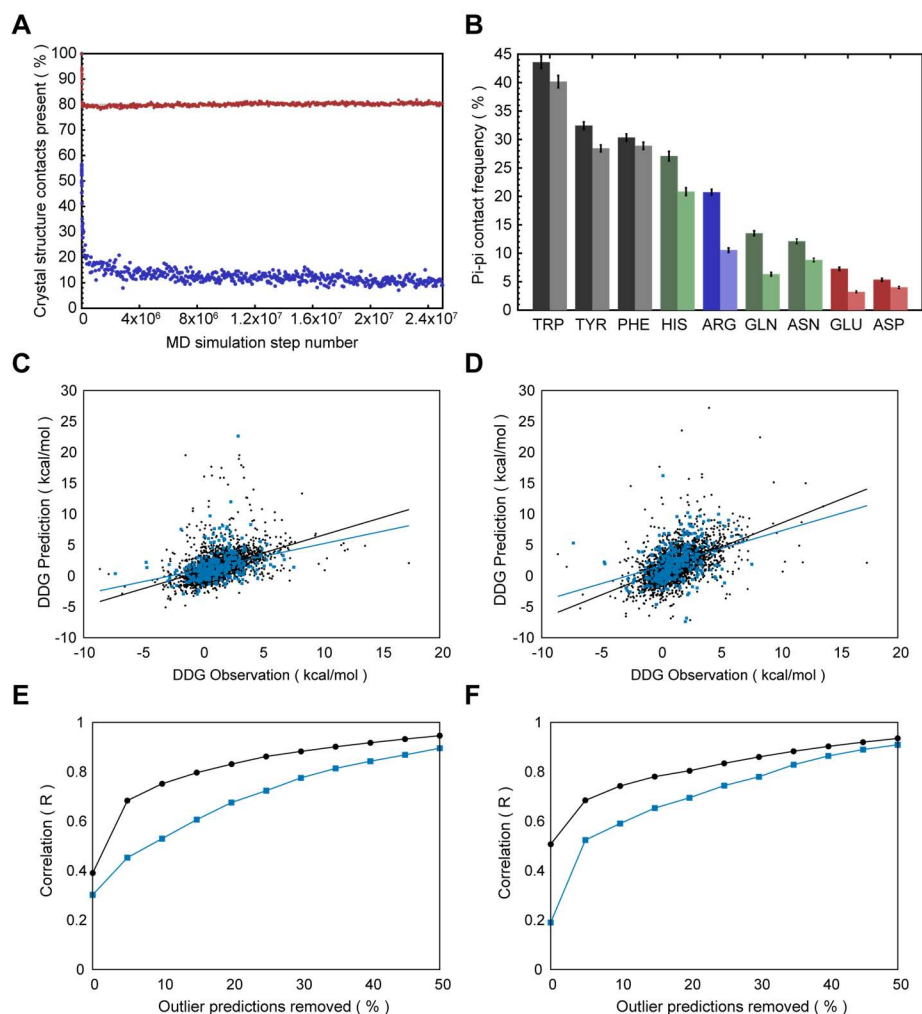 A
Crystal structure contacts present ( % )
100
90
80
70
60
50
40
30
20
10
0
0 4x10⁶ 8x10⁶ 1.2x10⁷ 2x10⁷ 2.4x10⁷
MD simulation step number
B
Pi-pi contact frequency ( % )
45
40
35
30
25
20
15
10
5
0
TRP TYR PHE HIS ARG GLN ASN GLU ASP
C
DDG Prediction ( kcal/mol )
30
25
20
15
10
5
0
-5
-10
-10 -5 0 5 10 15 20
DDG Observation ( kcal/mol )
D
DDG Prediction ( kcal/mol )
30
25
20
15
10
5
0
-5
-10
-10 -5 0 5 10 15 20
DDG Observation ( kcal/mol )
E
Correlation ( R )
1
0.8
0.6
0.4
0.2
0
0 10 20 30 40 50
Outlier predictions removed ( % )
F
Correlation ( R )
1
0.8
0.6
0.4
0.2
0
0 10 20 30 40 50
Outlier predictions removed ( % )